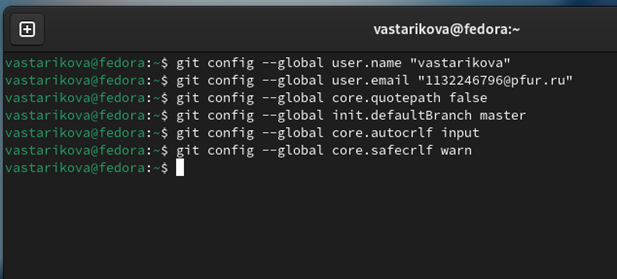 vastarikova@fedora:~
vastarikova@fedora:~$ git config --global user.name "vastarikova"
vastarikova@fedora:~$ git config --global user.email "1132246796@pfur.ru"
vastarikova@fedora:~$ git config --global core.quotepath false
vastarikova@fedora:~$ git config --global init.defaultBranch master
vastarikova@fedora:~$ git config --global core.autocrlf input
vastarikova@fedora:~$ git config --global core.safecrlf warn
vastarikova@fedora:~$